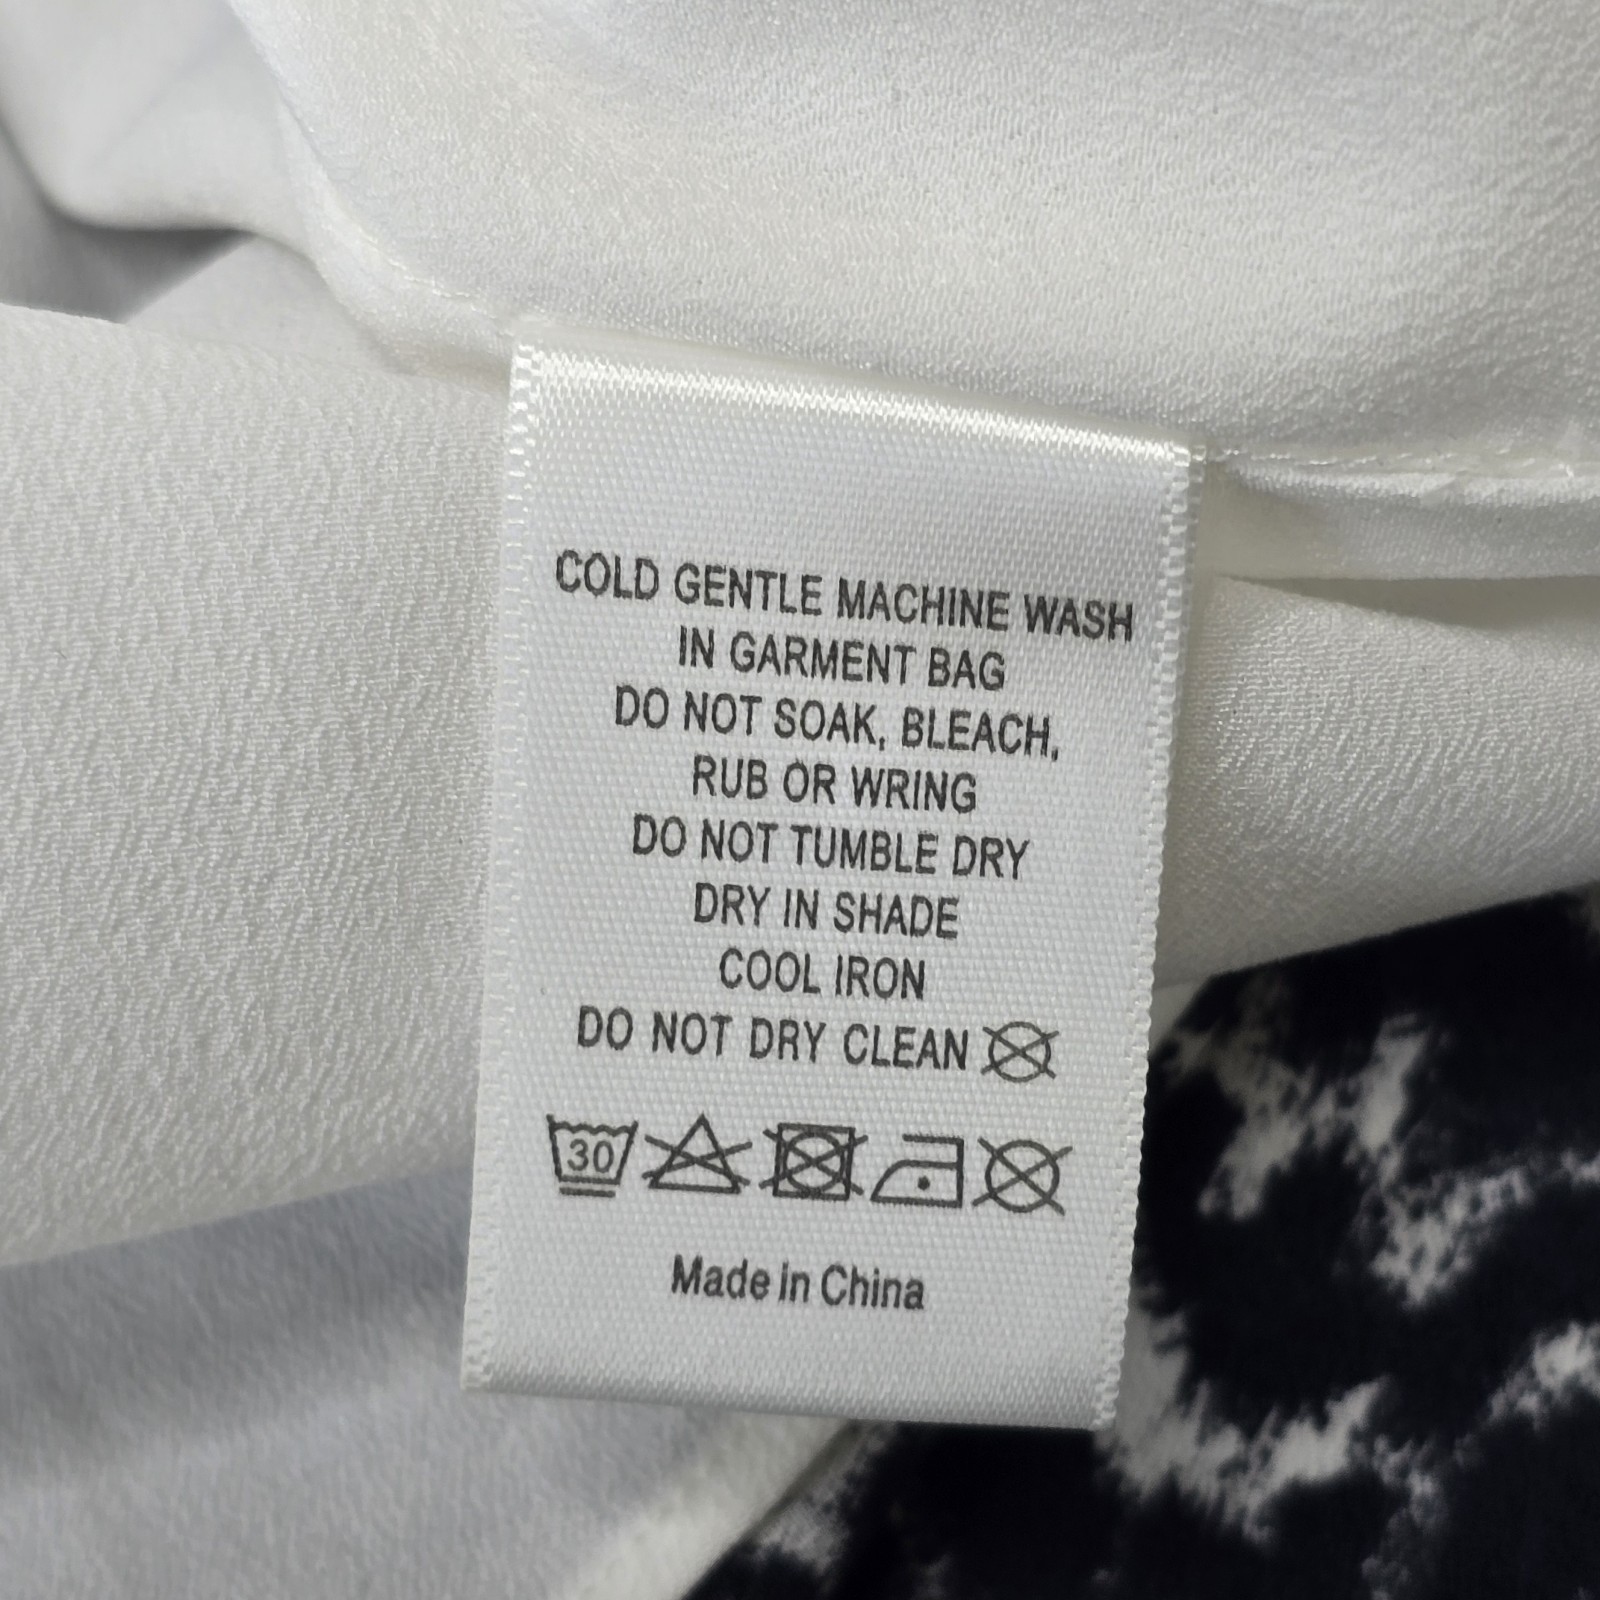 COLD GENTLE MACHINE WASH
IN GARMENT BAG
DO NOT SOAK, BLEACH,
RUB OR WRING
DO NOT TUMBLE DRY
DRY IN SHADE
COOL IRON
DO NOT DRY CLEAN
30
Made in China